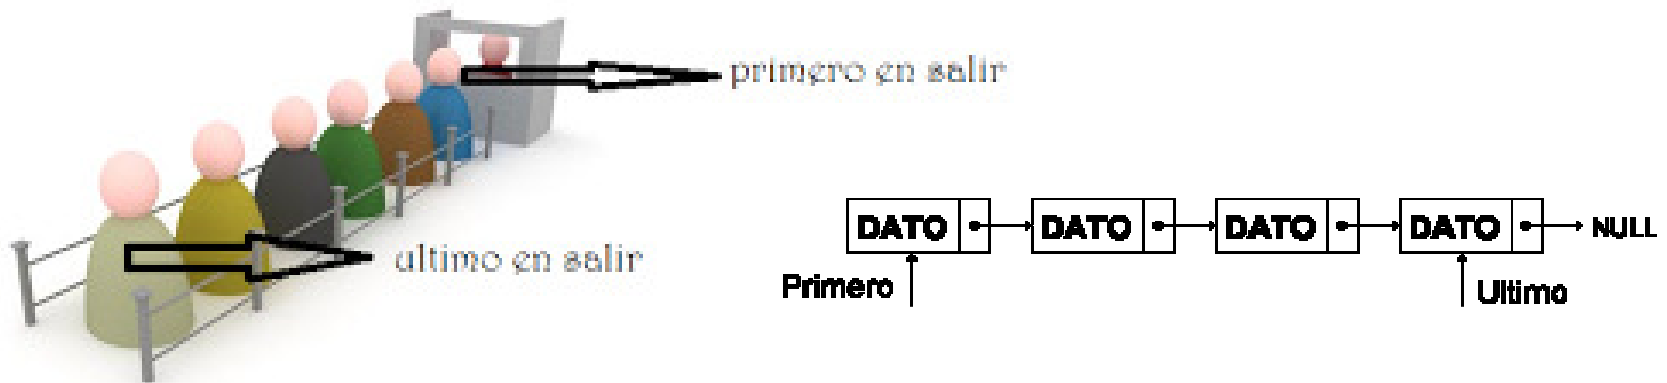 primero en salir
ultimo en salir
DATO DATO DATO DATO NULL
Primero Ultimo